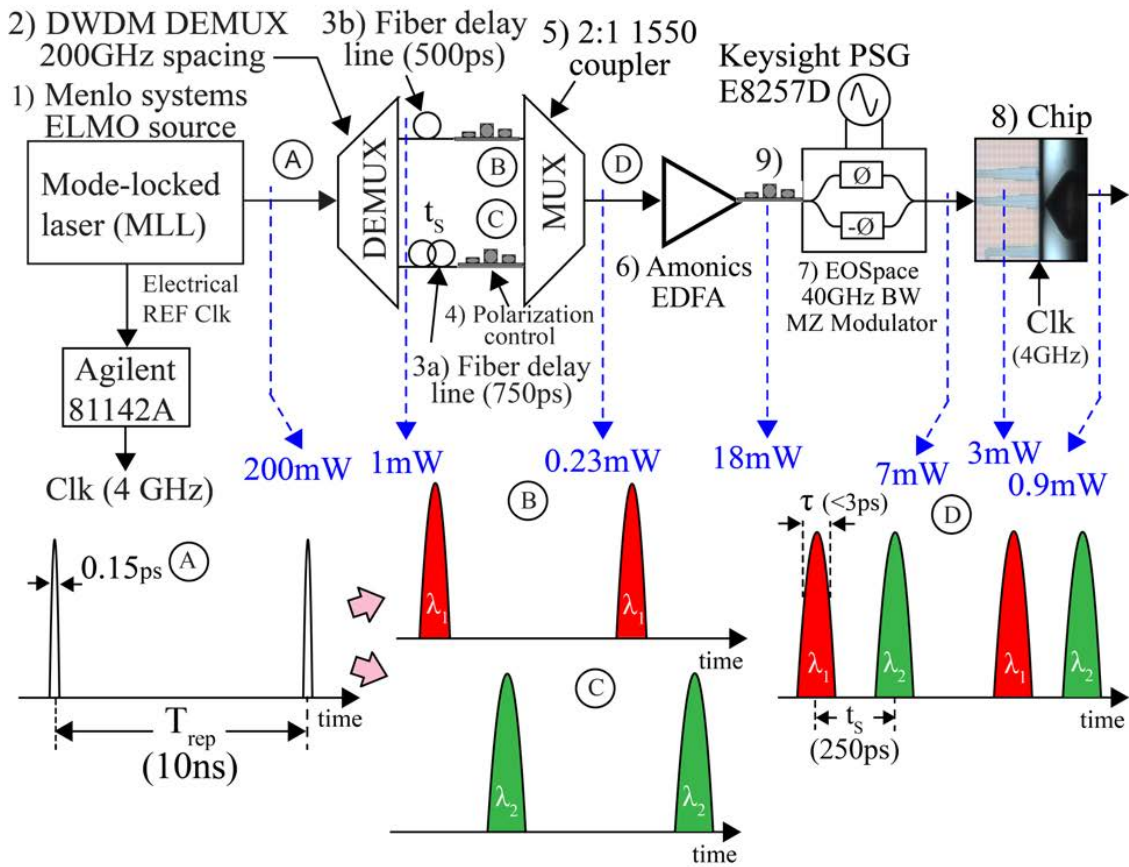 2) DWDM DEMUX
200GHz spacing
3b) Fiber delay
line (500ps)
5) 2:1 1550
coupler
Keysight PSG
E8257D
1) Menlo systems
ELMO source
8) Chip
9)
A
Mode-locked
laser (MLL)
DEMUX
B
C
t_s
MUX
D
Ø
-Ø
Electrical
REF Clk
4) Polarization
control
6) Amonics
EDFA
7) EOSpace
40GHz BW
MZ Modulator
Clk
(4GHz)
3a) Fiber delay
line (750ps)
Agilent
81142A
Clk (4 GHz)
200mW
1mW
0.23mW
18mW
7mW
3mW
0.9mW
0.15ps
A
B
τ (<3ps)
D
λ₁
λ₁
time
λ₁
λ₂
λ₁
λ₂
time
T_rep
(10ns)
time
C
t_s
(250ps)
λ₂
λ₂
time